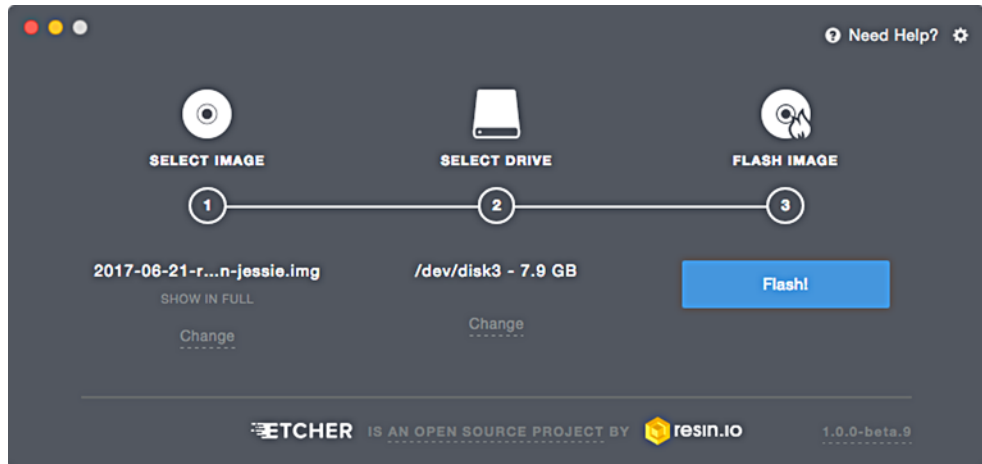 Need Help?
SELECT IMAGE
SELECT DRIVE
FLASH IMAGE
1
2
3
2017-06-21-r...n-jessie.img
/dev/disk3 - 7.9 GB
Flash!
SHOW IN FULL
Change
Change
ETCHER IS AN OPEN SOURCE PROJECT BY resin.io 1.0.0-beta.9